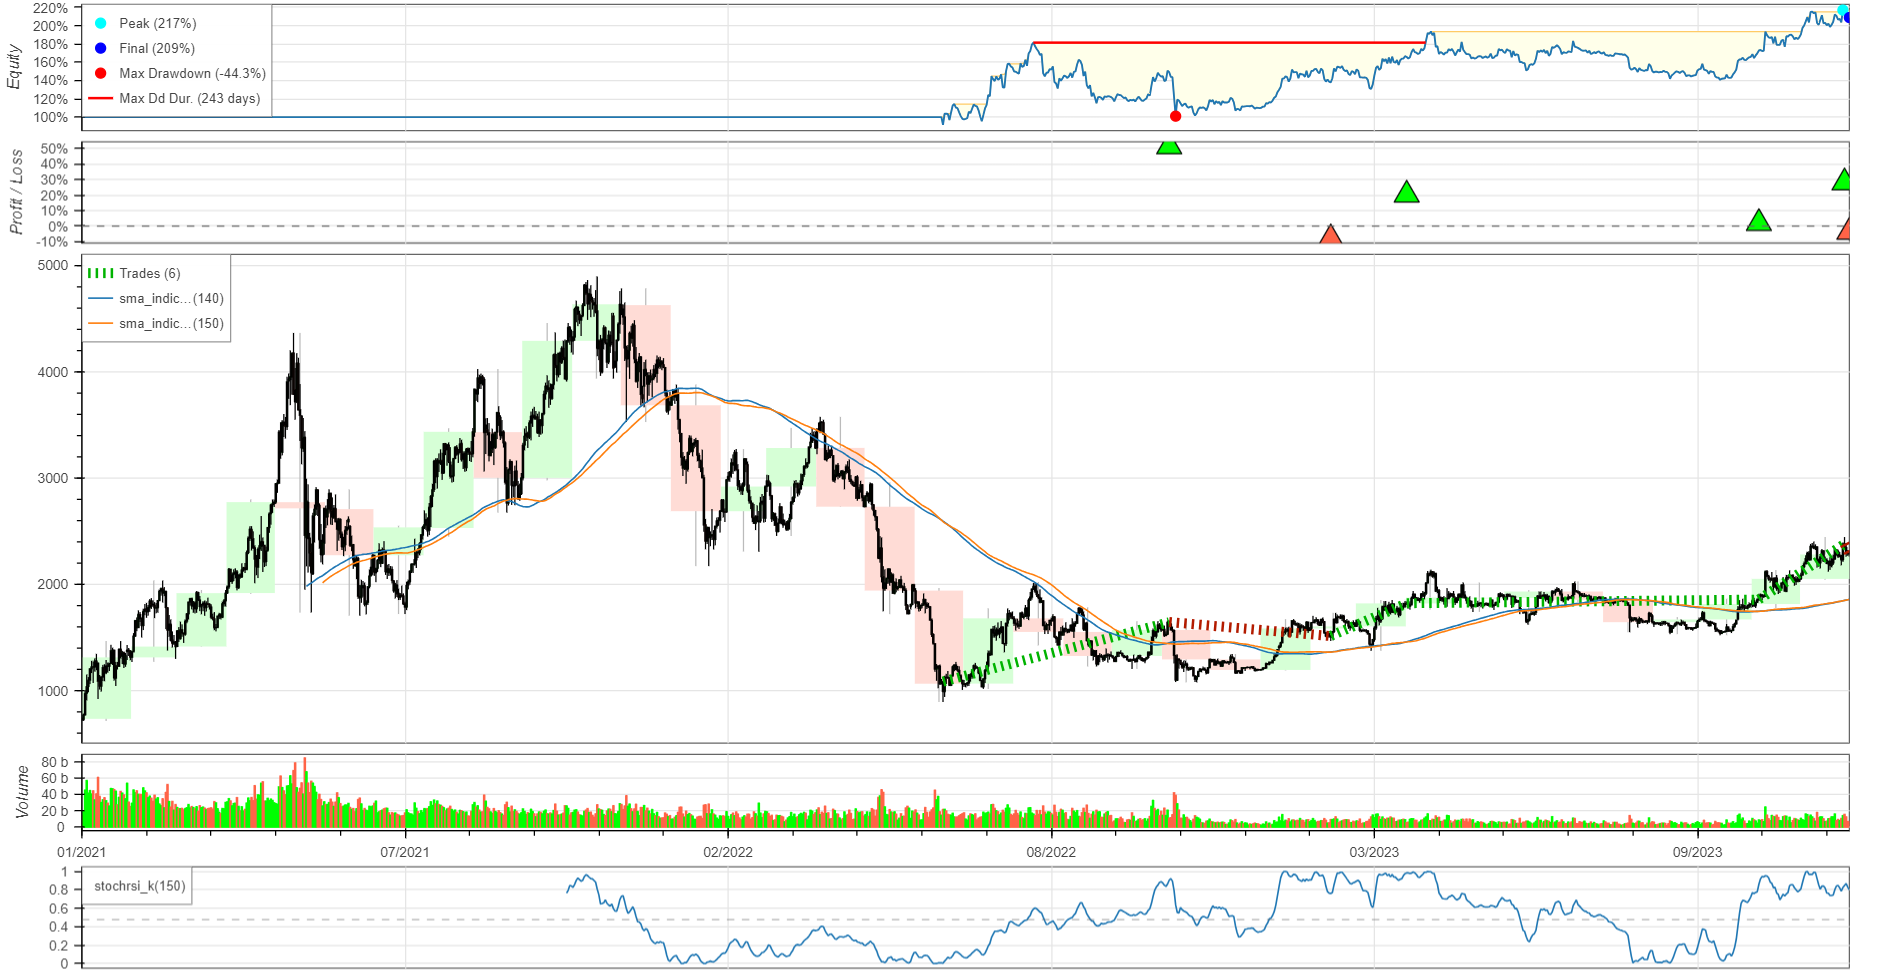 220%
200%
180%
160%
140%
120%
100%
Equity
Peak (217%)
Final (209%)
Max Drawdown (-44.3%)
Max Dd Dur. (243 days)
50%
40%
30%
20%
10%
0%
-10%
Profit / Loss
5000
4000
3000
2000
1000
Trades (6)
sma_indic...(140)
sma_indic...(150)
80 b
60 b
40 b
20 b
0
Volume
01/2021
07/2021
02/2022
08/2022
03/2023
09/2023
1
0.8
0.6
0.4
0.2
0
stochrsi_k(150)